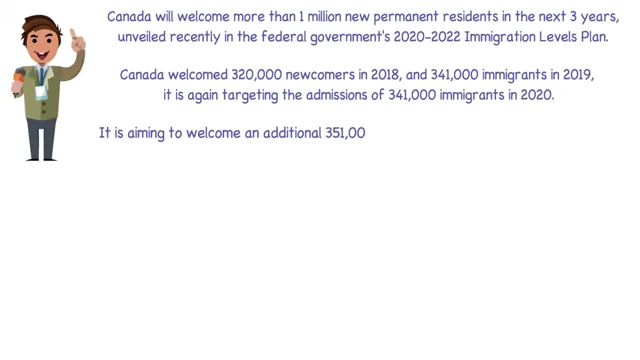 Canada will welcome more than 1 million new permanent residents in the next 3 years,
unveiled recently in the federal government's 2020-2022 Immigration Levels Plan.
Canada welcomed 320,000 newcomers in 2018, and 341,000 immigrants in 2019,
it is again targeting the admissions of 341,000 immigrants in 2020.
It is aiming to welcome an additional 351,00